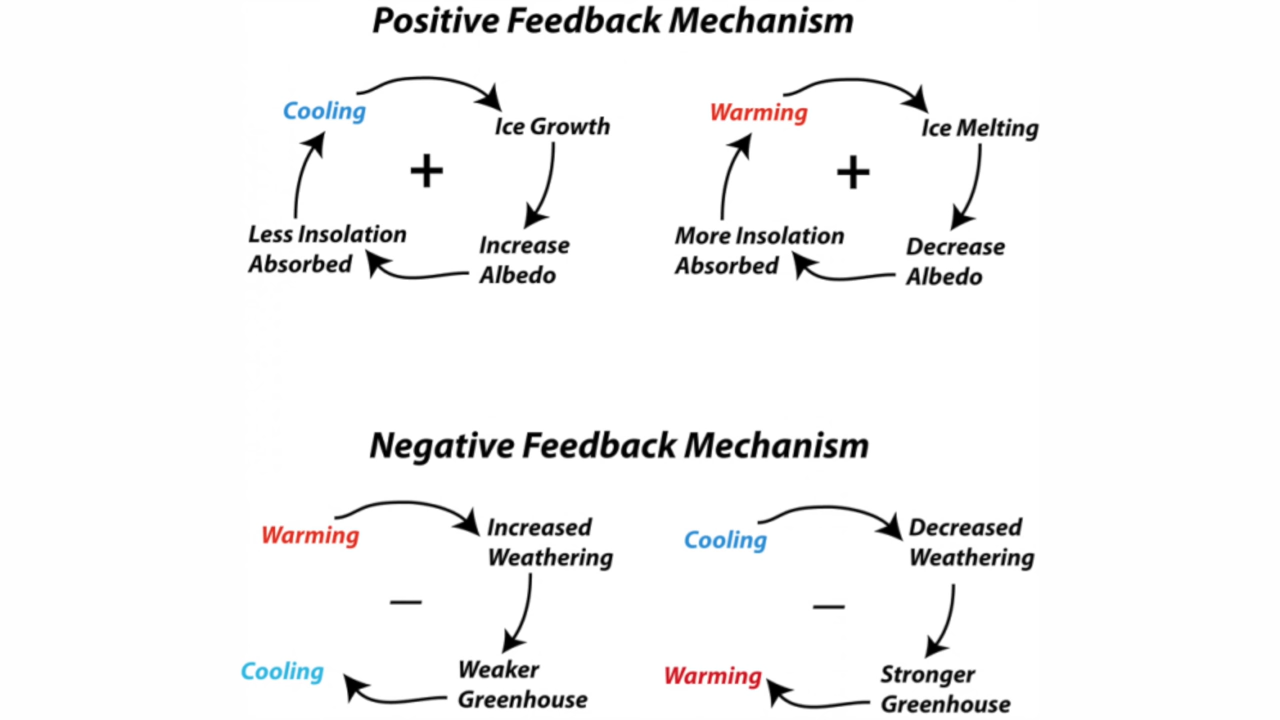 Positive Feedback Mechanism
Cooling
Ice Growth
+
Less Insolation
Absorbed
Increase
Albedo
Warming
Ice Melting
+
More Insolation
Absorbed
Decrease
Albedo
Negative Feedback Mechanism
Warming
Increased
Weathering
–
Cooling
Weaker
Greenhouse
Cooling
Decreased
Weathering
–
Warming
Stronger
Greenhouse